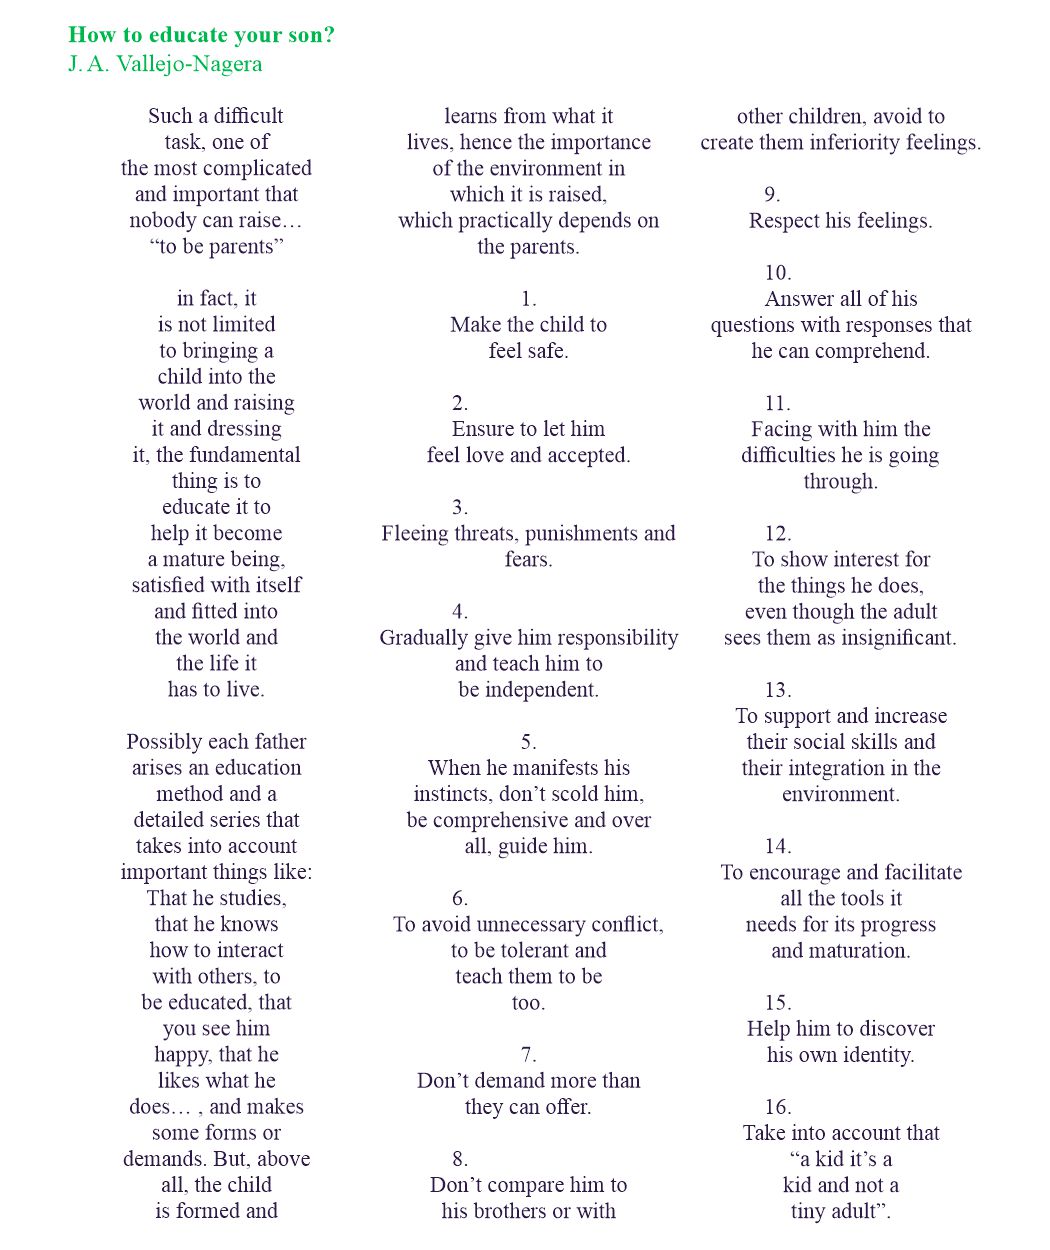 How to educate your son?
J. A. Vallejo-Nagera
Such a difficult
task, one of
the most complicated
and important that
nobody can raise…
“to be parents”
in fact, it
is not limited
to bringing a
child into the
world and raising
it and dressing
it, the fundamental
thing is to
educate it to
help it become
a mature being,
satisfied with itself
and fitted into
the world and
the life it
has to live.
Possibly each father
arises an education
method and a
detailed series that
takes into account
important things like:
That he studies,
that he knows
how to interact
with others, to
be educated, that
you see him
happy, that he
likes what he
does… , and makes
some forms or
demands. But, above
all, the child
is formed and
learns from what it
lives, hence the importance
of the environment in
which it is raised,
which practically depends on
the parents.
1.
Make the child to
feel safe.
2.
Ensure to let him
feel love and accepted.
3.
Fleeing threats, punishments and
fears.
4.
Gradually give him responsibility
and teach him to
be independent.
5.
When he manifests his
instincts, don’t scold him,
be comprehensive and over
all, guide him.
6.
To avoid unnecessary conflict,
to be tolerant and
teach them to be
too.
7.
Don’t demand more than
they can offer.
8.
Don’t compare him to
his brothers or with
other children, avoid to
create them inferiority feelings.
9.
Respect his feelings.
10.
Answer all of his
questions with responses that
he can comprehend.
11.
Facing with him the
difficulties he is going
through.
12.
To show interest for
the things he does,
even though the adult
sees them as insignificant.
13.
To support and increase
their social skills and
their integration in the
environment.
14.
To encourage and facilitate
all the tools it
needs for its progress
and maturation.
15.
Help him to discover
his own identity.
16.
Take into account that
“a kid it’s a
kid and not a
tiny adult”.